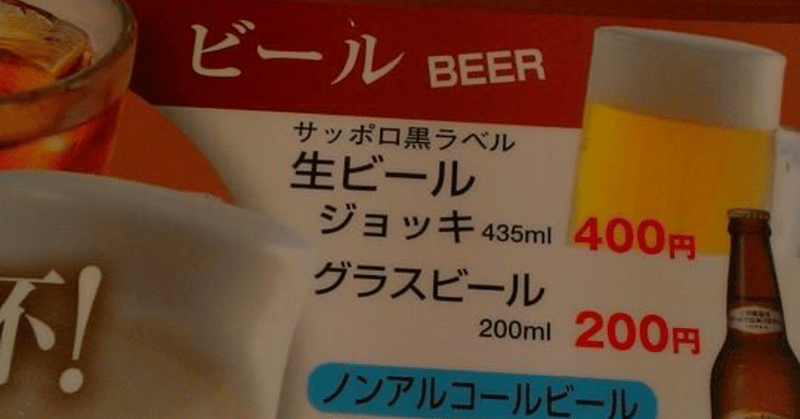 ビール BEER
サッポロ黒ラベル
生ビール
ジョッキ 435ml 400円
グラスビール
200ml 200円
ノンアルコールビール
杯!